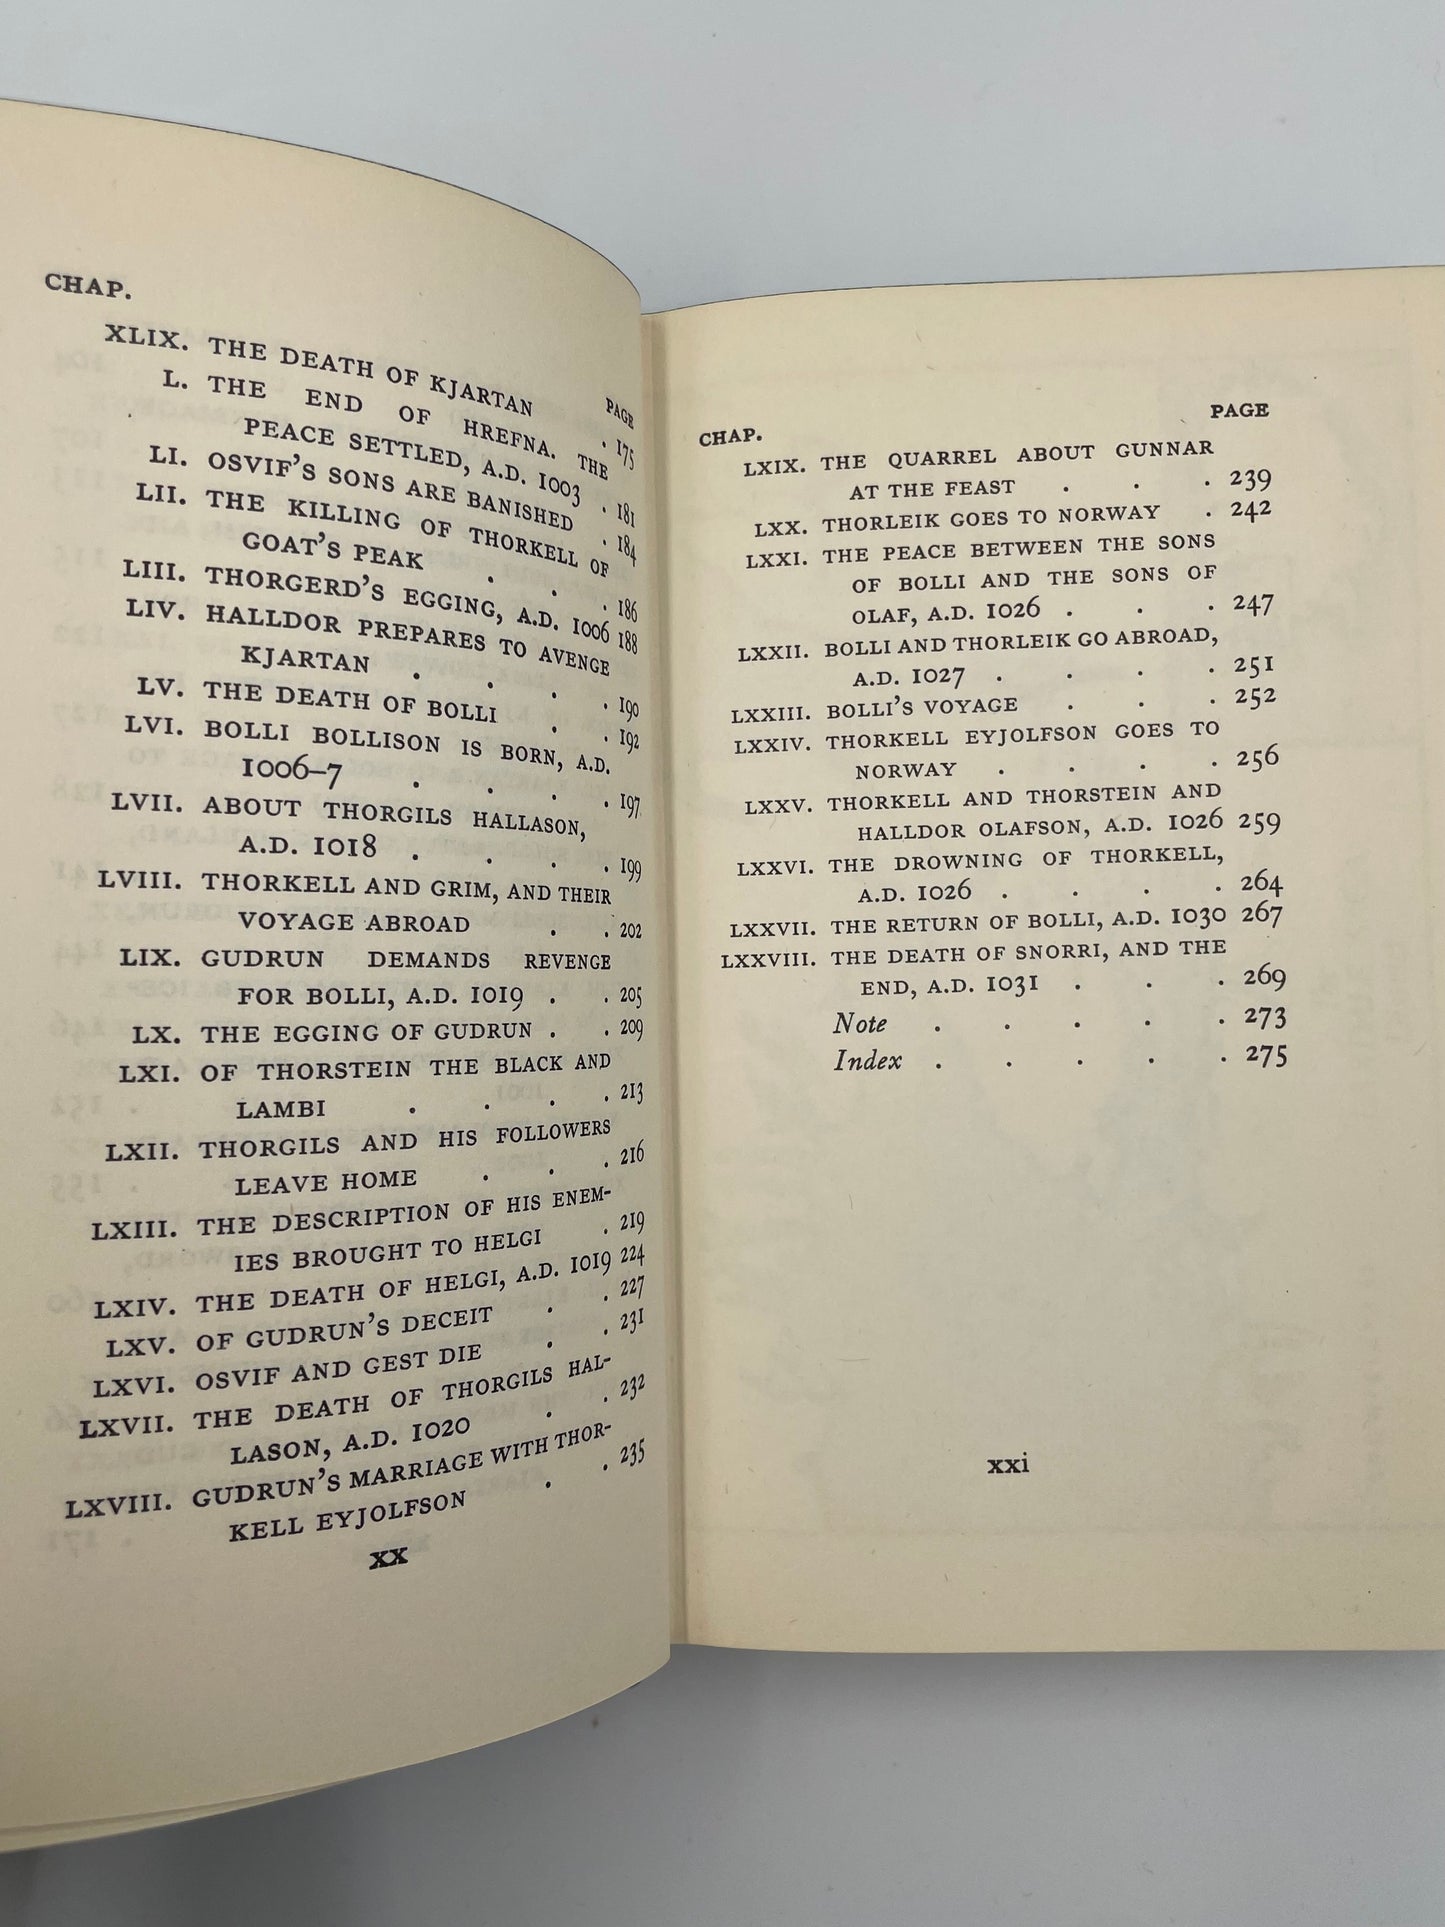 CHAP.
PAGE
XLIX. THE DEATH OF KJARTAN . 175
L. THE END OF HREFNA. THE
PEACE SETTLED, A.D. 1003 . 181
LI. OSVIF'S SONS ARE BANISHED . 184
LII. THE KILLING OF THORKELL OF
GOAT'S PEAK . . . 186
LIII. THORGERD'S EGGING, A.D. 1006 188
LIV. HALLDOR PREPARES TO AVENGE
KJARTAN . . . . 190
LV. THE DEATH OF BOLLI . . 192
LVI. BOLLI BOLLISON IS BORN, A.D.
1006–7 . . . . 197
LVII. ABOUT THORGILS HALLASON,
A.D. 1018 . . . . 199
LVIII. THORKELL AND GRIM, AND THEIR
VOYAGE ABROAD . . 202
LIX. GUDRUN DEMANDS REVENGE
FOR BOLLI, A.D. 1019 . . 205
LX. THE EGGING OF GUDRUN . . 209
LXI. OF THORSTEIN THE BLACK AND
LAMBI . . . . 213
LXII. THORGILS AND HIS FOLLOWERS
LEAVE HOME . . . 216
LXIII. THE DESCRIPTION OF HIS ENEM-
IES BROUGHT TO HELGI . 219
LXIV. THE DEATH OF HELGI, A.D. 1019 224
LXV. OF GUDRUN'S DECEIT . . 227
LXVI. OSVIF AND GEST DIE . . 231
LXVII. THE DEATH OF THORGILS HAL-
LASON, A.D. 1020 . . 232
LXVIII. GUDRUN'S MARRIAGE WITH THOR-
KELL EYJOLFSON . . 235
xx
PAGE
CHAP.
LXIX. THE QUARREL ABOUT GUNNAR
AT THE FEAST . . . 239
LXX. THORLEIK GOES TO NORWAY . 242
LXXI. THE PEACE BETWEEN THE SONS
OF BOLLI AND THE SONS OF
OLAF, A.D. 1026 . . . 247
LXXII. BOLLI AND THORLEIK GO ABROAD,
A.D. 1027 . . . . 251
LXXIII. BOLLI'S VOYAGE . . . 252
LXXIV. THORKELL EYJOLFSON GOES TO
NORWAY . . . . 256
LXXV. THORKELL AND THORSTEIN AND
HALLDOR OLAFSON, A.D. 1026 259
LXXVI. THE DROWNING OF THORKELL,
A.D. 1026 . . . . 264
LXXVII. THE RETURN OF BOLLI, A.D. 1030 267
LXXVIII. THE DEATH OF SNORRI, AND THE
END, A.D. 1031 . . . 269
Note . . . . . 273
Index . . . . . 275
xxi